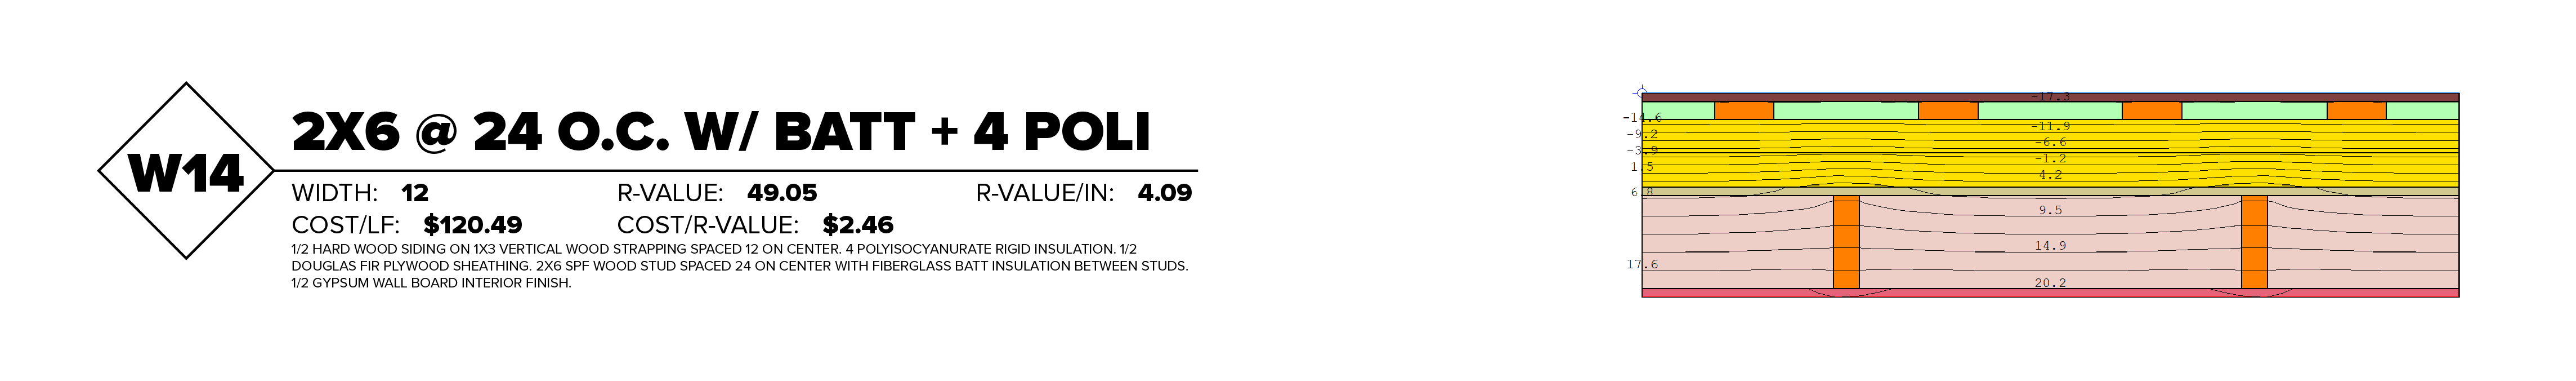 W14
2X6 @ 24 O.C. W/ BATT + 4 POLI
WIDTH: 12 R-VALUE: 49.05 R-VALUE/IN: 4.09
COST/LF: $120.49 COST/R-VALUE: $2.46
1/2 HARD WOOD SIDING ON 1X3 VERTICAL WOOD STRAPPING SPACED 12 ON CENTER. 4 POLYISOCYANURATE RIGID INSULATION. 1/2
DOUGLAS FIR PLYWOOD SHEATHING. 2X6 SPF WOOD STUD SPACED 24 ON CENTER WITH FIBERGLASS BATT INSULATION BETWEEN STUDS.
1/2 GYPSUM WALL BOARD INTERIOR FINISH.
-17.3
-14.6
-11.9
-9.2
-6.6
-3.9
-1.2
1.5
4.2
6.8
9.5
14.9
17.6
20.2